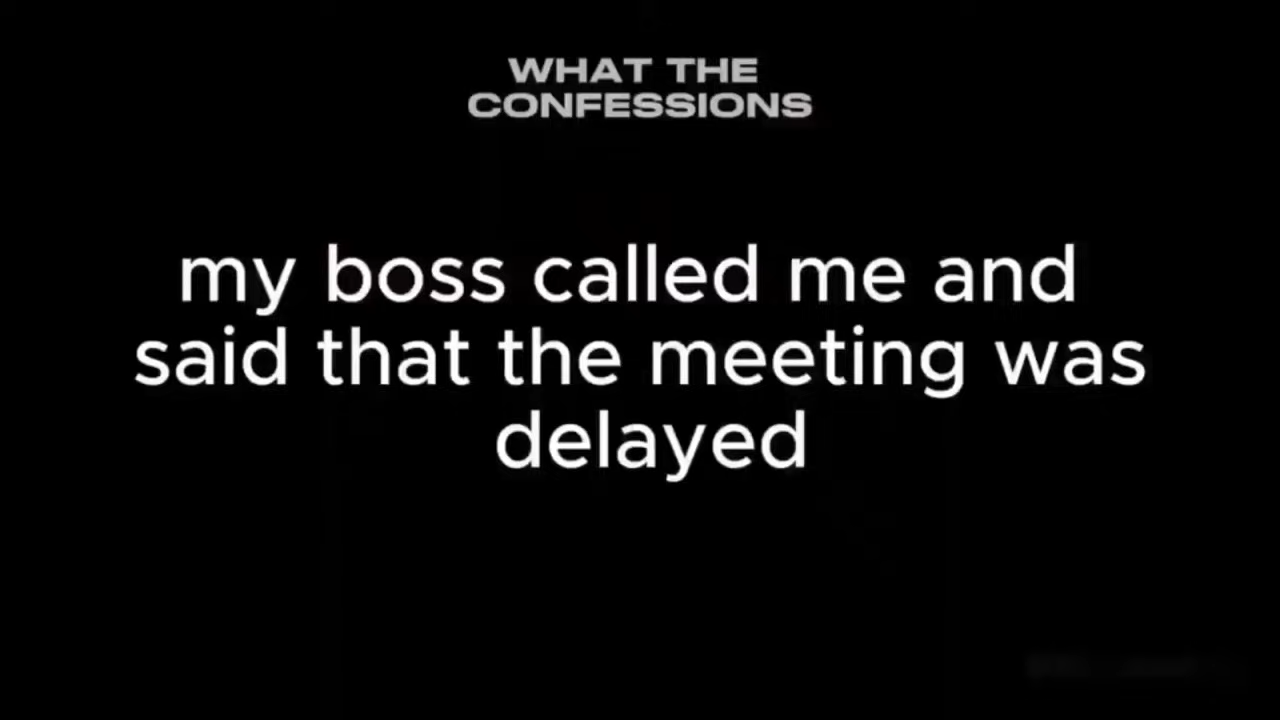 WHAT THE
CONFESSIONS
my boss called me and
said that the meeting was
delayed